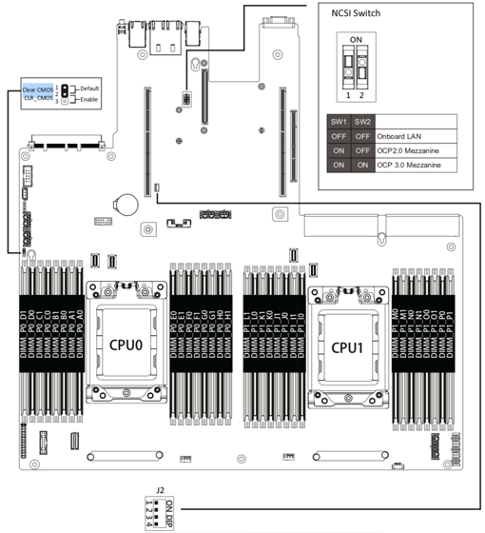 NCSI Switch
ON
1 2
SW1 SW2
OFF OFF Onboard LAN
ON OFF OCP2.0 Mezzanine
ON ON OCP 3.0 Mezzanine
Clear CMOS
CLR_CMOS
1
2
3
Default
Enable
DIMM_P0_D1
DIMM_P0_D0
DIMM_P0_C1
DIMM_P0_C0
DIMM_P0_B1
DIMM_P0_B0
DIMM_P0_A1
DIMM_P0_A0
CPU0
DIMM_P0_E0
DIMM_P0_E1
DIMM_P0_F0
DIMM_P0_F1
DIMM_P0_G0
DIMM_P0_G1
DIMM_P0_H0
DIMM_P0_H1
DIMM_P1_L1
DIMM_P1_L0
DIMM_P1_K1
DIMM_P1_K0
DIMM_P1_J1
DIMM_P1_I0
CPU1
DIMM_P1_M0
DIMM_P1_M1
DIMM_P1_N0
DIMM_P1_N1
DIMM_P1_O0
DIMM_P1_O1
DIMM_P1_P0
DIMM_P1_P1
J2
ON DIP
1 2 3 4